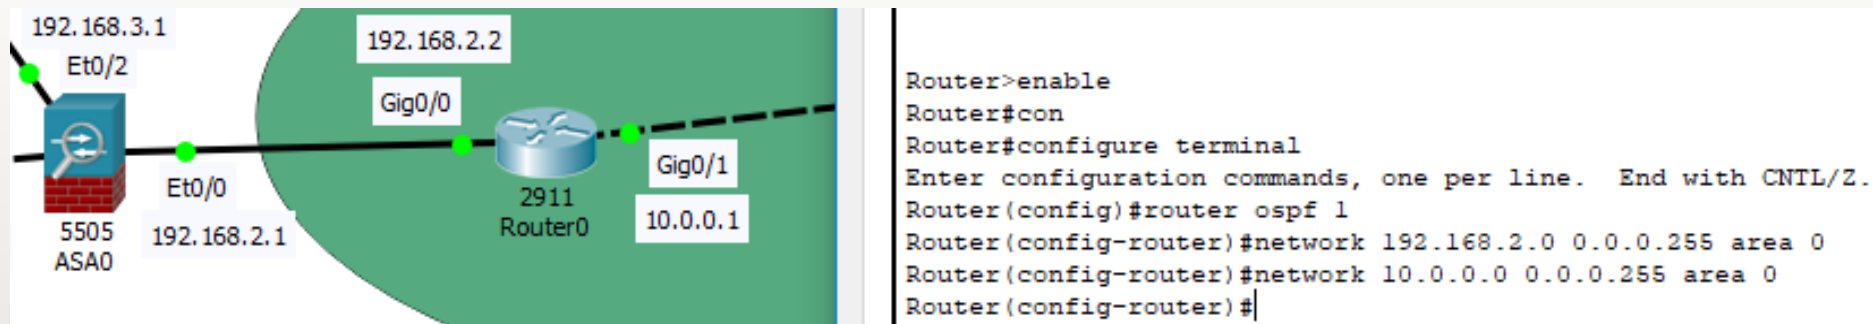 192.168.3.1
Et0/2
192.168.2.2
Gig0/0
Et0/0
192.168.2.1
5505
ASA0
2911
Router0
Gig0/1
10.0.0.1
Router>enable
Router#con
Router#configure terminal
Enter configuration commands, one per line.  End with CNTL/Z.
Router(config)#router ospf 1
Router(config-router)#network 192.168.2.0 0.0.0.255 area 0
Router(config-router)#network 10.0.0.0 0.0.0.255 area 0
Router(config-router)#